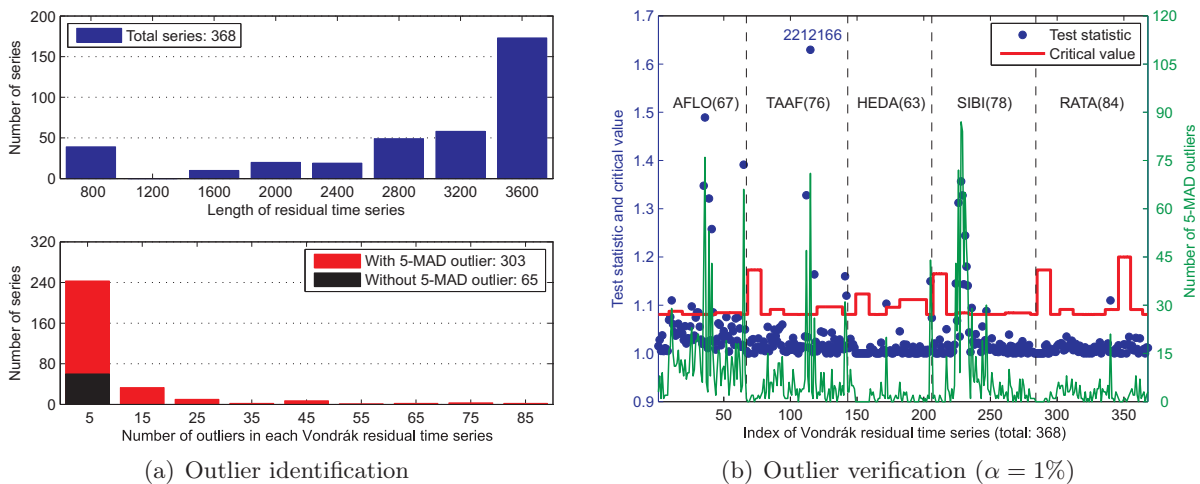 200
150
100
50
0
Number of series
Total series: 368
800 1200 1600 2000 2400 2800 3200 3600
Length of residual time series
320
240
160
80
0
Number of series
With 5-MAD outlier: 303
Without 5-MAD outlier: 65
5 15 25 35 45 55 65 75 85
Number of outliers in each Vondrák residual time series
(a) Outlier identification
1.7
1.6
1.5
1.4
1.3
1.2
1.1
1.0
0.9
Test statistic and critical value
2212166
Test statistic
Critical value
AFLO(67) TAAF(76) HEDA(63) SIBI(78) RATA(84)
120
105
90
75
60
45
30
15
0
Number of 5-MAD outliers
50 100 150 200 250 300 350
Index of Vondrák residual time series (total: 368)
(b) Outlier verification (α = 1%)